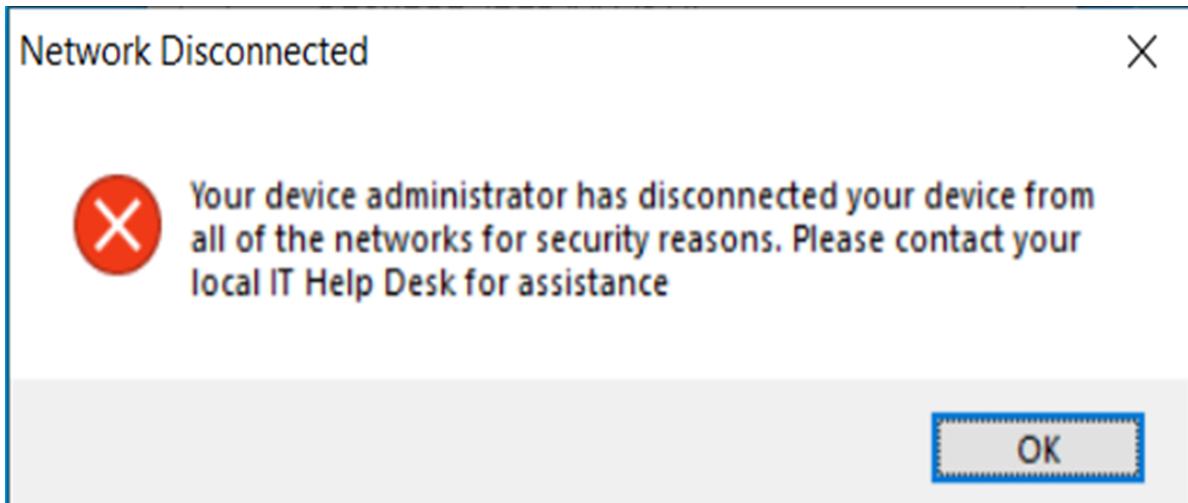 Network Disconnected
Your device administrator has disconnected your device from
all of the networks for security reasons. Please contact your
local IT Help Desk for assistance
OK